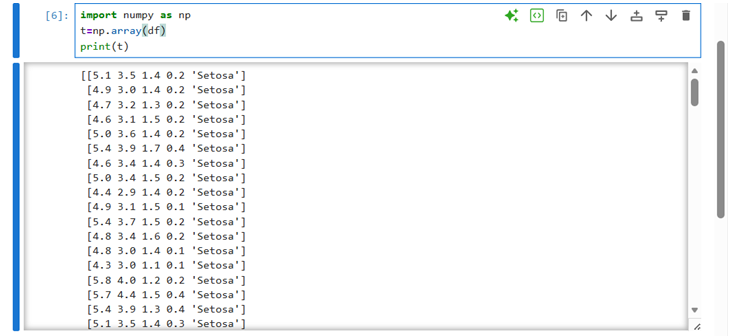 [6]: import numpy as np
t=np.array(df)
print(t)
[[5.1 3.5 1.4 0.2 'Setosa']
[4.9 3.0 1.4 0.2 'Setosa']
[4.7 3.2 1.3 0.2 'Setosa']
[4.6 3.1 1.5 0.2 'Setosa']
[5.0 3.6 1.4 0.2 'Setosa']
[5.4 3.9 1.7 0.4 'Setosa']
[4.6 3.4 1.4 0.3 'Setosa']
[5.0 3.4 1.5 0.2 'Setosa']
[4.4 2.9 1.4 0.2 'Setosa']
[4.9 3.1 1.5 0.1 'Setosa']
[5.4 3.7 1.5 0.2 'Setosa']
[4.8 3.4 1.6 0.2 'Setosa']
[4.8 3.0 1.4 0.1 'Setosa']
[4.3 3.0 1.1 0.1 'Setosa']
[5.8 4.0 1.2 0.2 'Setosa']
[5.7 4.4 1.5 0.4 'Setosa']
[5.4 3.9 1.3 0.4 'Setosa']
[5.1 3.5 1.4 0.3 'Setosa']